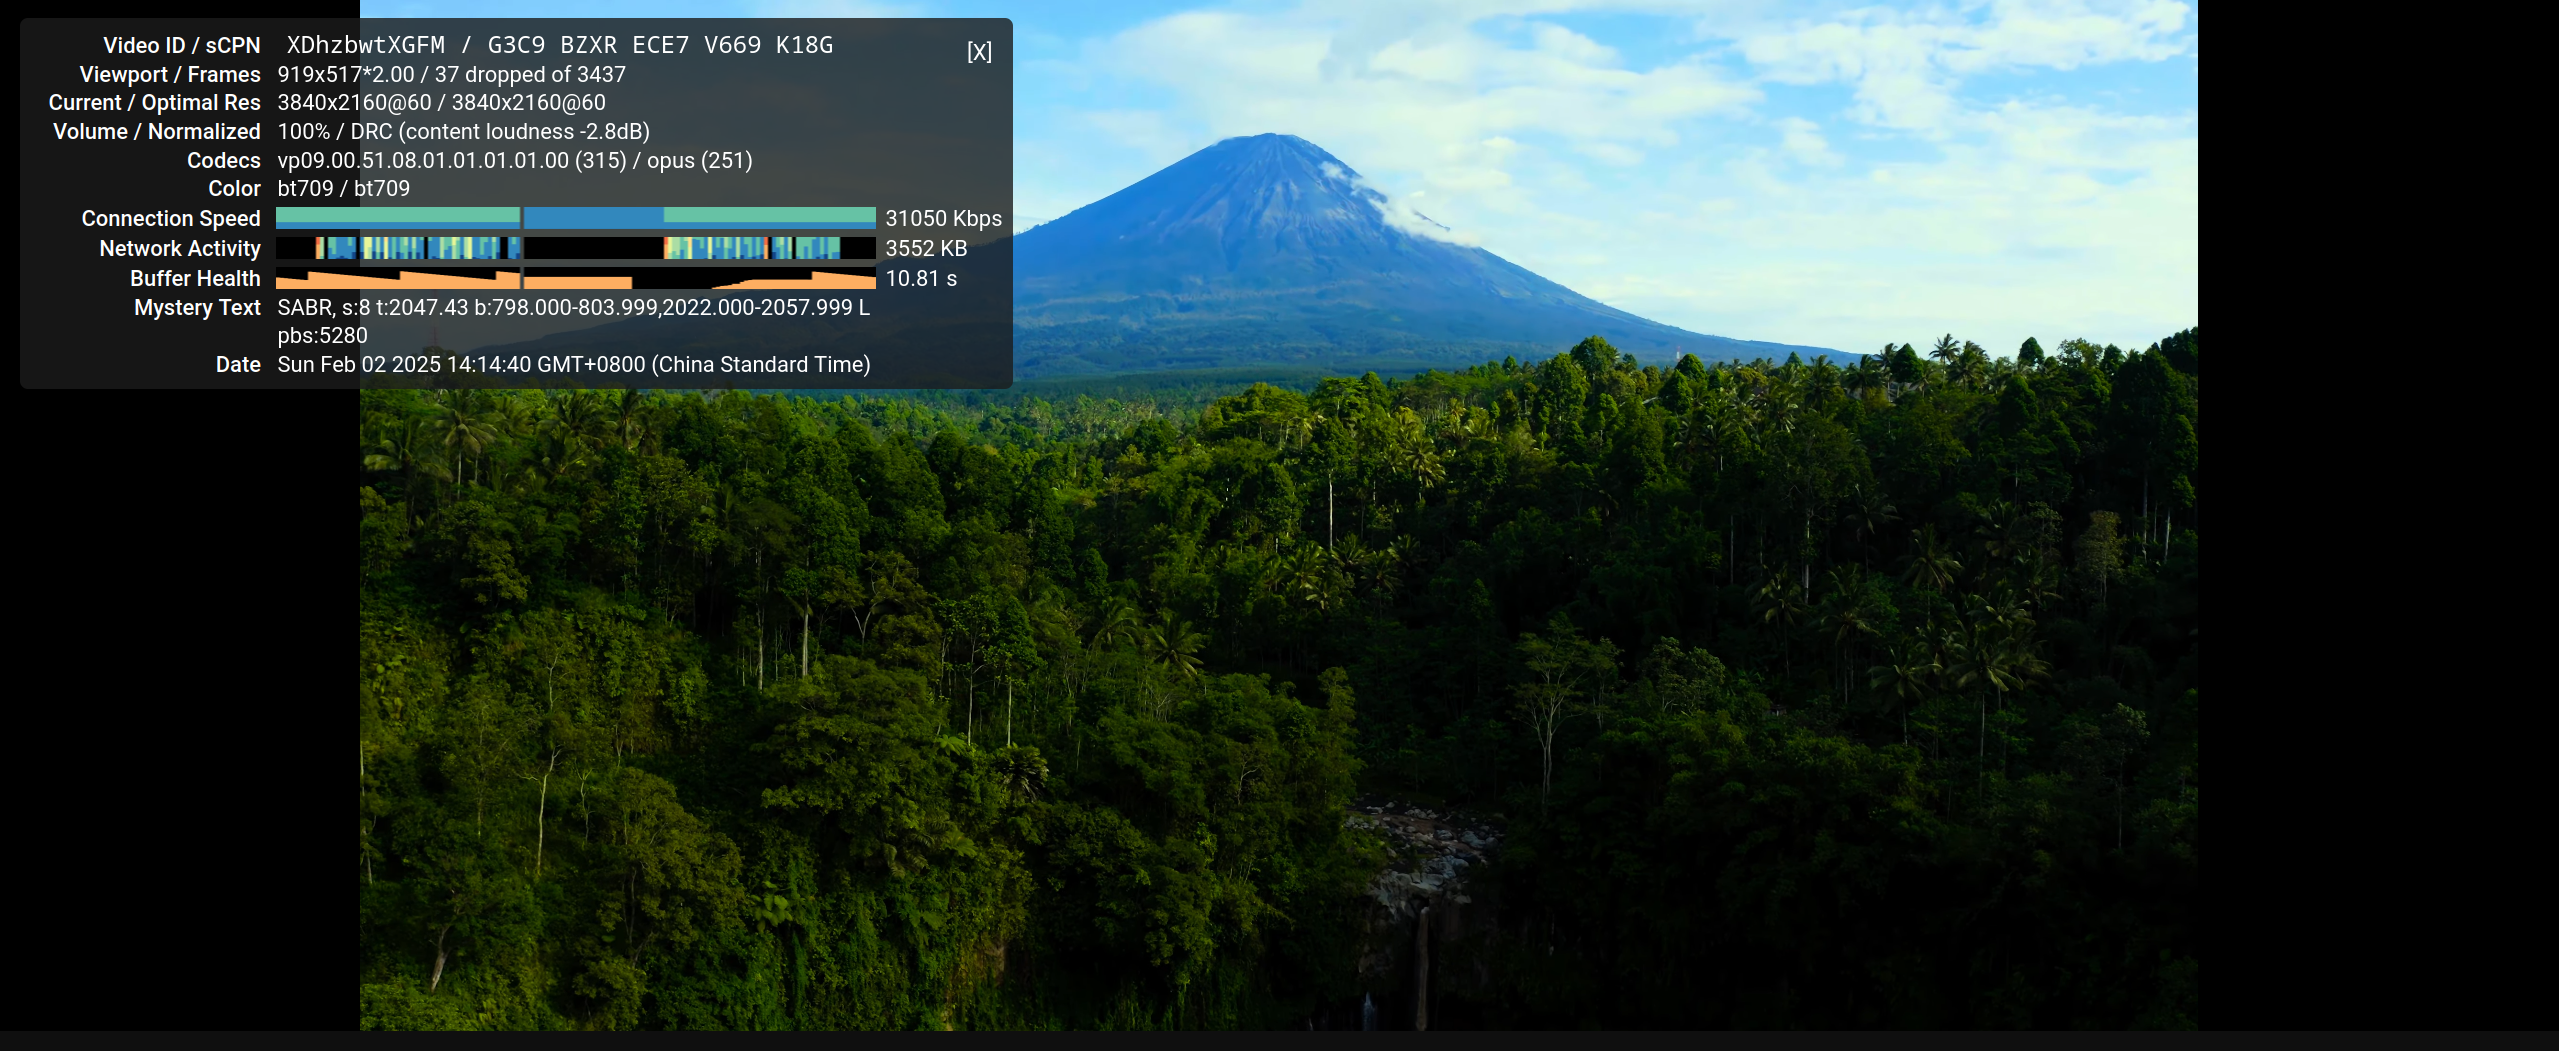 Video ID / sCPN XDhzbwtXGFM / G3C9 BZXR ECE7 V669 K18G [X]
Viewport / Frames 919x517*2.00 / 37 dropped of 3437
Current / Optimal Res 3840x2160@60 / 3840x2160@60
Volume / Normalized 100% / DRC (content loudness -2.8dB)
Codecs vp09.00.51.08.01.01.01.01.00 (315) / opus (251)
Color bt709 / bt709
Connection Speed 31050 Kbps
Network Activity 3552 KB
Buffer Health 10.81 s
Mystery Text SABR, s:8 t:2047.43 b:798.000-803.999,2022.000-2057.999 L
pbs:5280
Date Sun Feb 02 2025 14:14:40 GMT+0800 (China Standard Time)